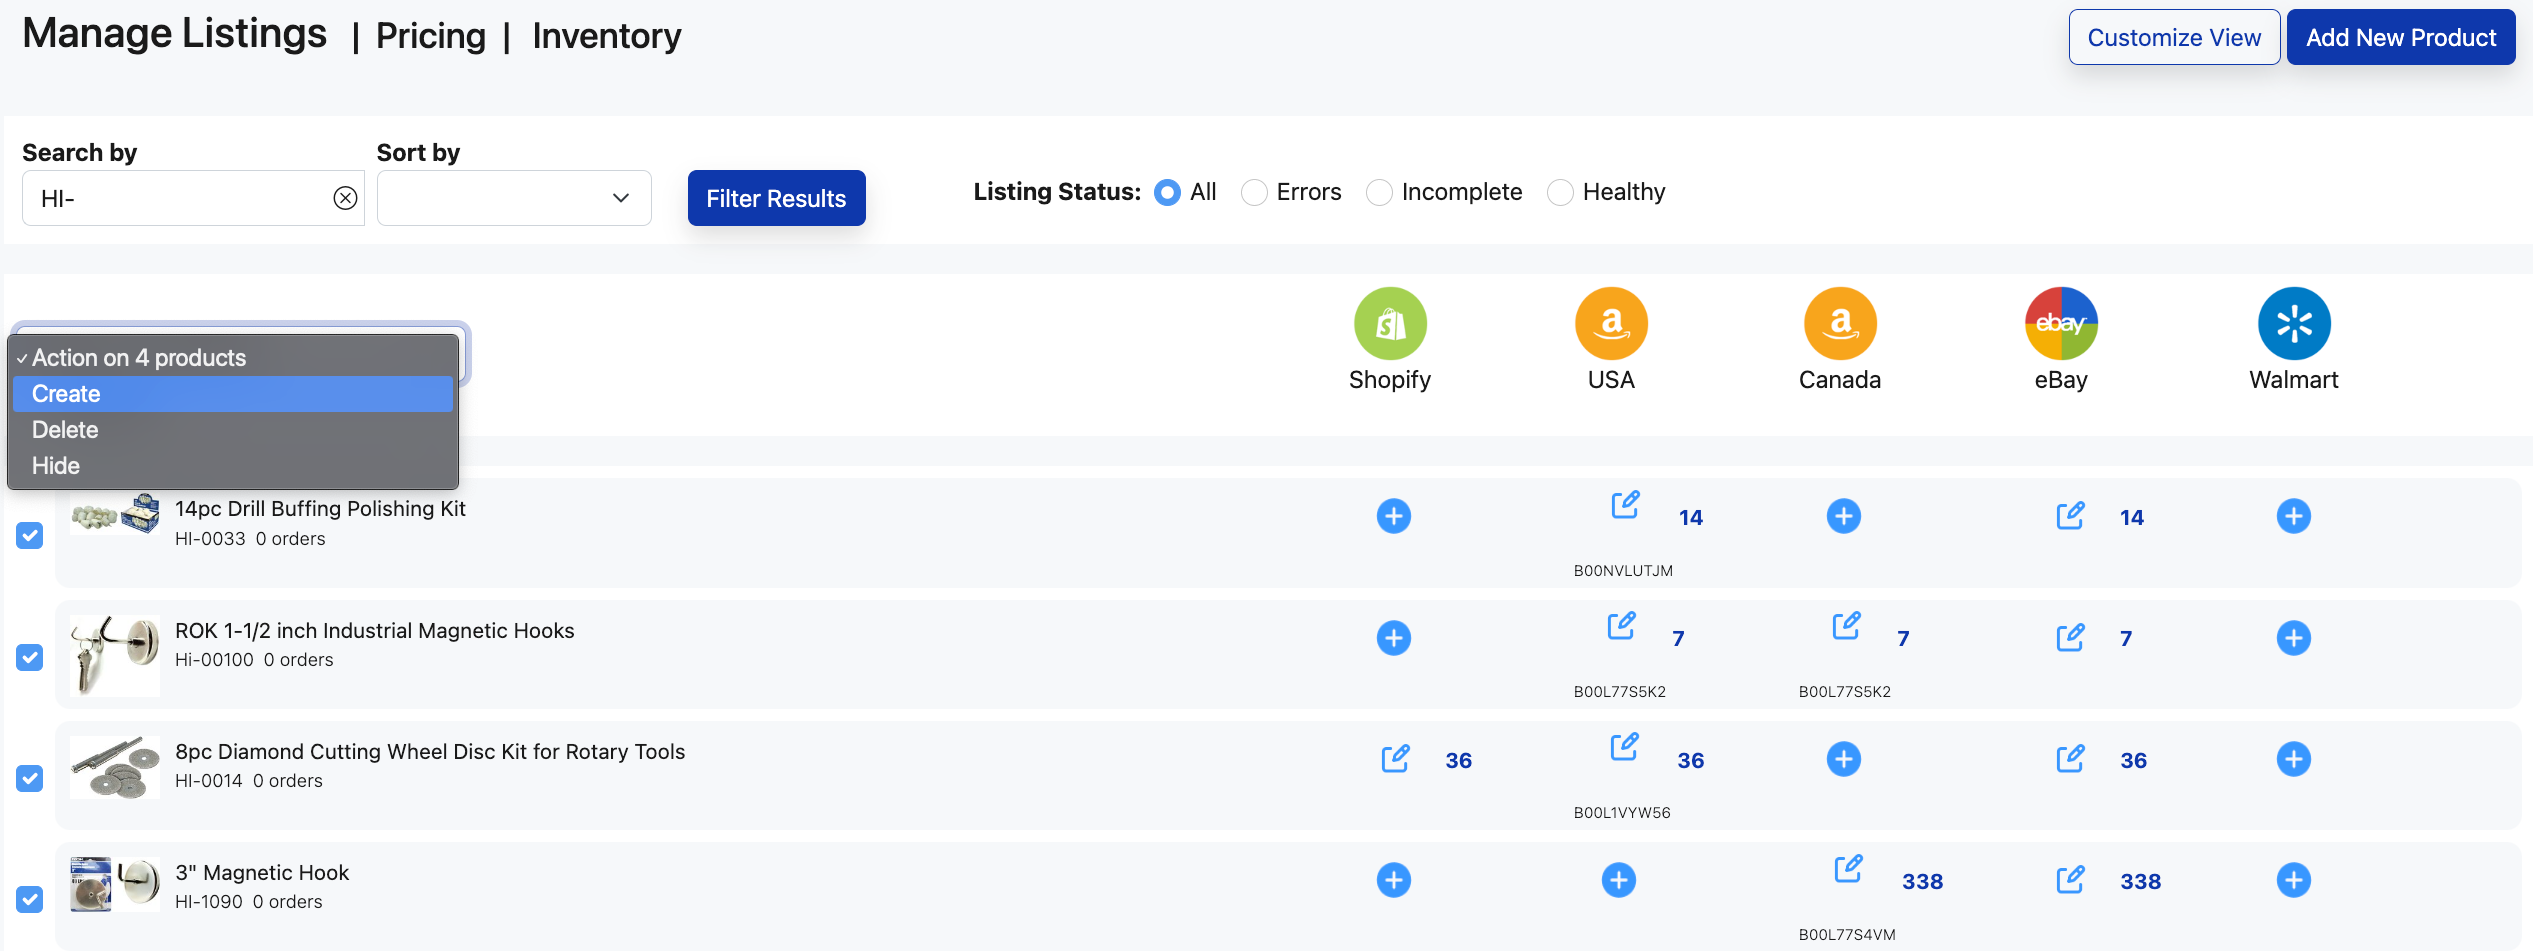 Manage Listings | Pricing | Inventory
Customize View
Add New Product
Search by
Sort by
HI-
Filter Results
Listing Status: All Errors Incomplete Healthy
ebay
Shopify USA Canada eBay Walmart
✓ Action on 4 products
Create
Delete
Hide
14pc Drill Buffing Polishing Kit
HI-0033 0 orders
14
14
B00NVLUTJM
ROK 1-1/2 inch Industrial Magnetic Hooks
Hi-00100 0 orders
7
7
7
B00L77S5K2
B00L77S5K2
8pc Diamond Cutting Wheel Disc Kit for Rotary Tools
HI-0014 0 orders
36
36
36
B00L1VYW56
3" Magnetic Hook
HI-1090 0 orders
338
338
B00L77S4VM